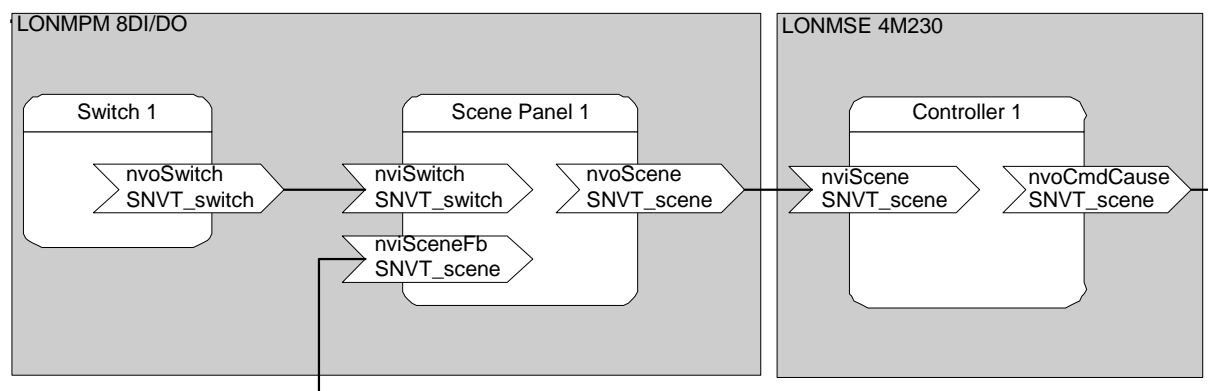 LONMPM 8DI/DO
Switch 1
nvoSwitch
SNVT_switch
Scene Panel 1
nviSwitch
SNVT_switch
nvoScene
SNVT_scene
nviSceneFb
SNVT_scene
LONMSE 4M230
Controller 1
nviScene
SNVT_scene
nvoCmdCause
SNVT_scene